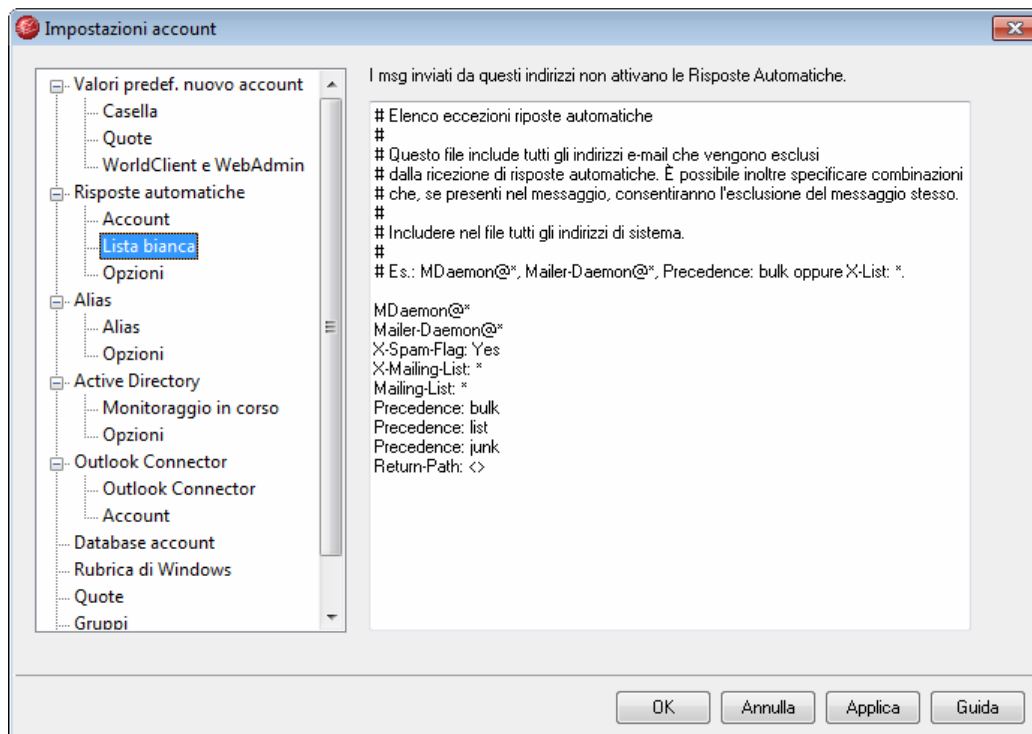 Impostazioni account
Valori predef. nuovo account
Casella
Quote
WorldClient e WebAdmin
Risposte automatiche
Account
Lista bianca
Opzioni
Alias
Alias
Opzioni
Active Directory
Monitoraggio in corso
Opzioni
Outlook Connector
Outlook Connector
Account
Database account
Rubrica di Windows
Quote
Gruppi
I msg inviati da questi indirizzi non attivano le Risposte Automatiche.
# Elenco eccezioni riposte automatiche
#
# Questo file include tutti gli indirizzi e-mail che vengono esclusi
# dalla ricezione di risposte automatiche. È possibile inoltre specificare combinazioni
# che, se presenti nel messaggio, consentiranno l'esclusione del messaggio stesso.
#
# Includere nel file tutti gli indirizzi di sistema.
#
# Es.: MDaemon@*, Mailer-Daemon@*, Precedence: bulk oppure X-List: *.
MDaemon@*
Mailer-Daemon@*
X-Spam-Flag: Yes
X-Mailing-List: *
Mailing-List: *
Precedence: bulk
Precedence: list
Precedence: junk
Return-Path: <>
OK
Annulla
Applica
Guida